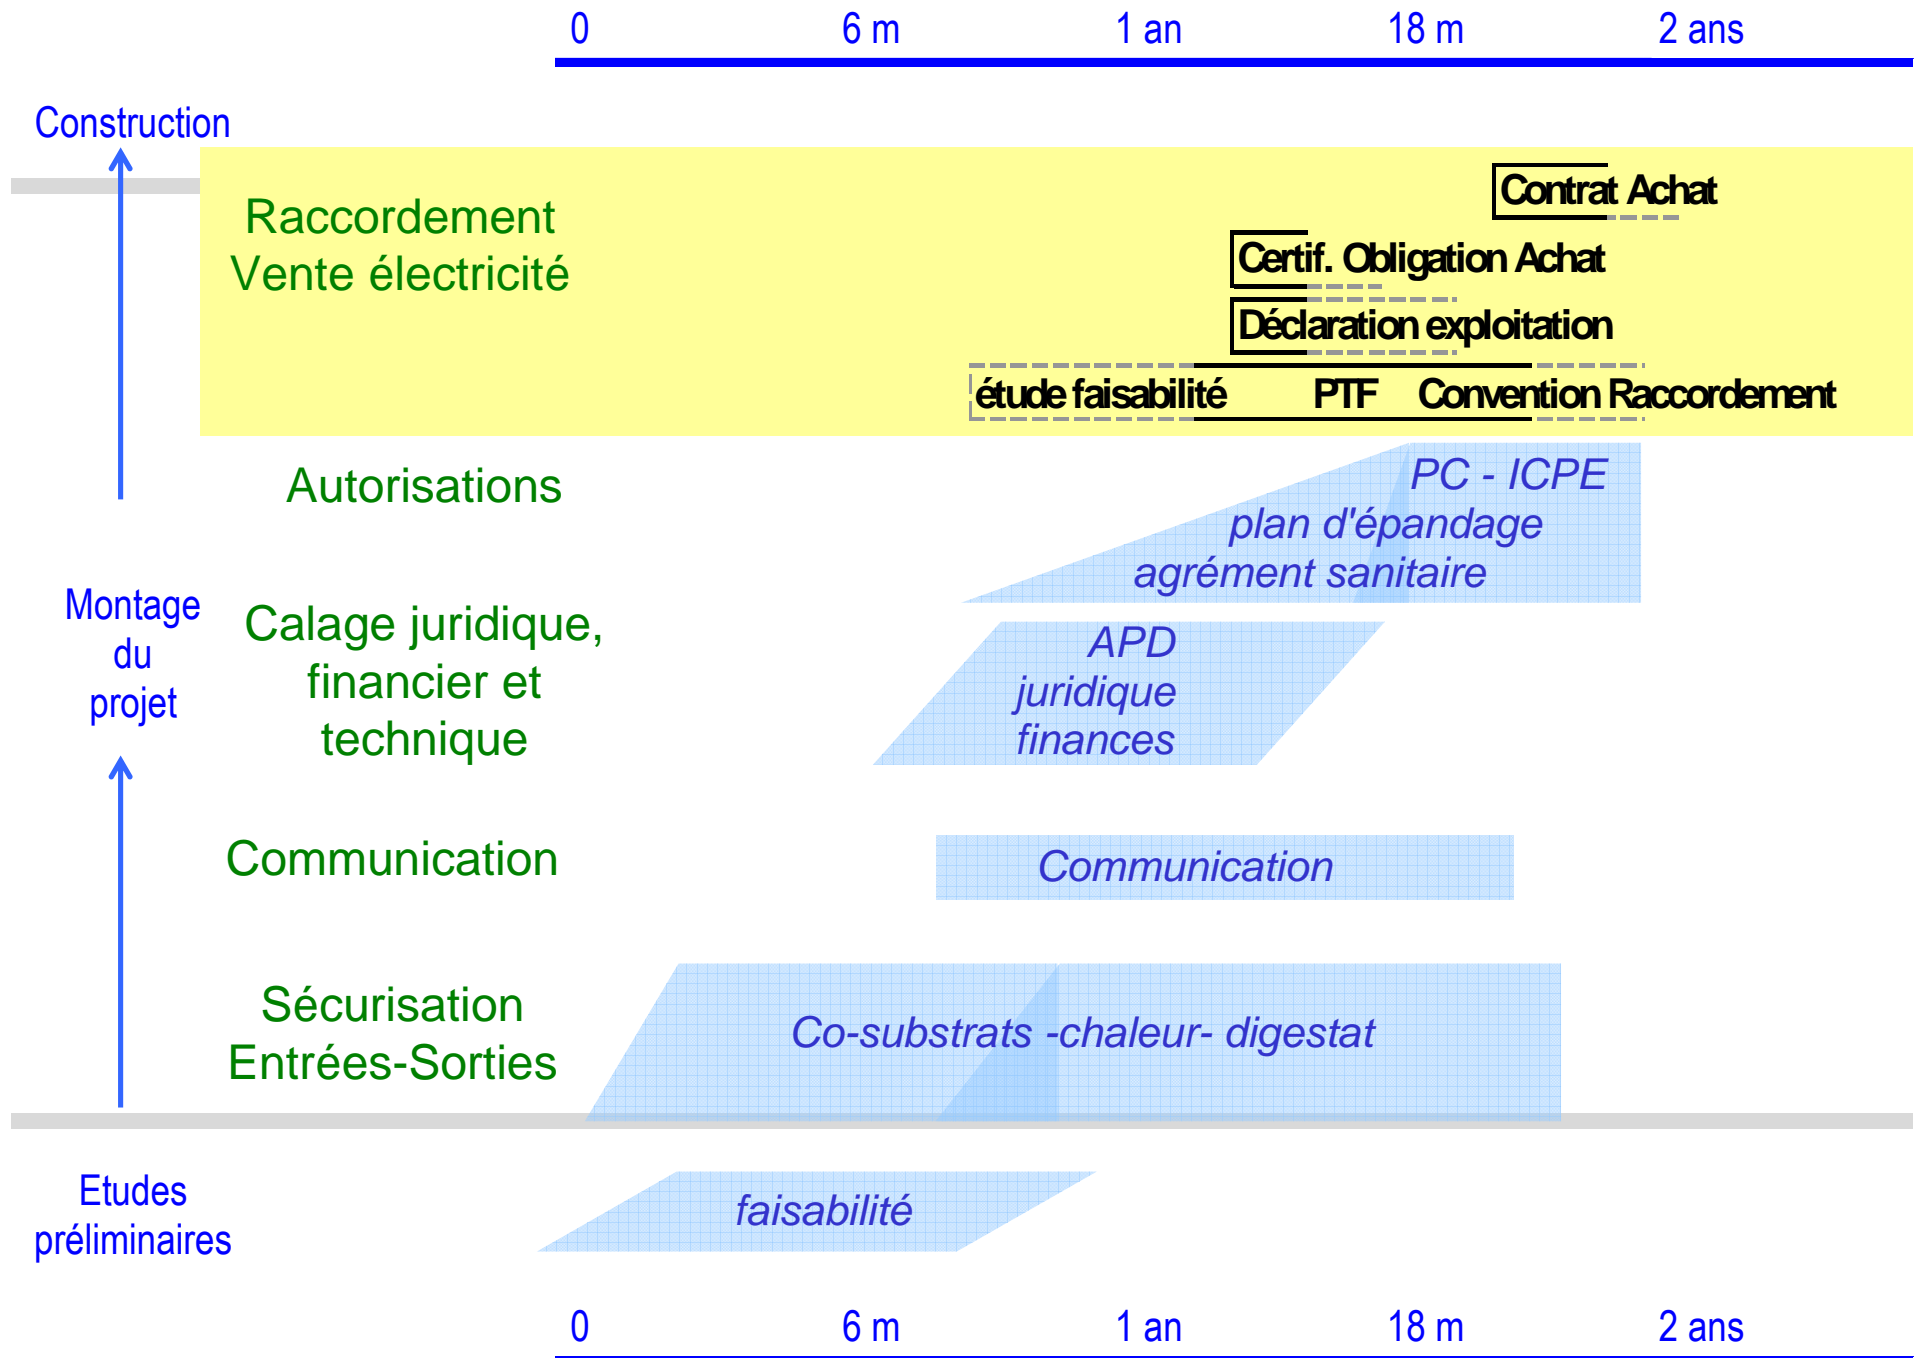 0 6 m 1 an 18 m 2 ans
Construction
Raccordement
Vente électricité
Contrat Achat
Certif. Obligation Achat
Déclaration exploitation
étude faisabilité PTF Convention Raccordement
Autorisations
PC - ICPE
plan d'épandage
agrément sanitaire
Montage
du
projet
Calage juridique,
financier et
technique
APD
juridique
finances
Communication
Communication
Sécurisation
Entrées-Sorties
Co-substrats -chaleur- digestat
Etudes
préliminaires
faisabilité
0 6 m 1 an 18 m 2 ans